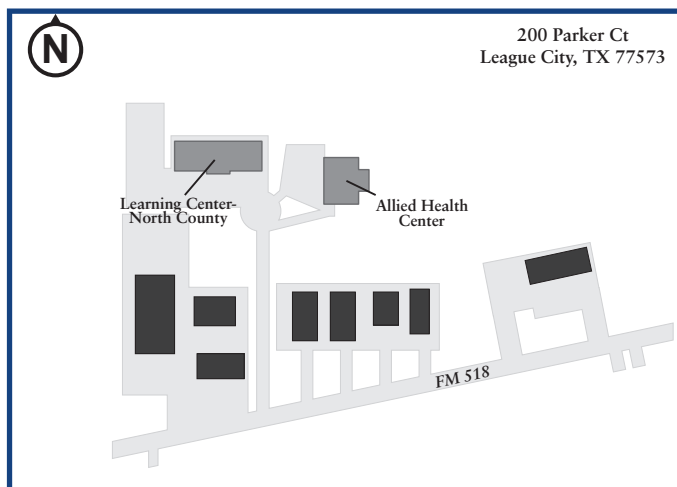 N
200 Parker Ct
League City, TX 77573
Learning Center-
North County
Allied Health
Center
FM 518